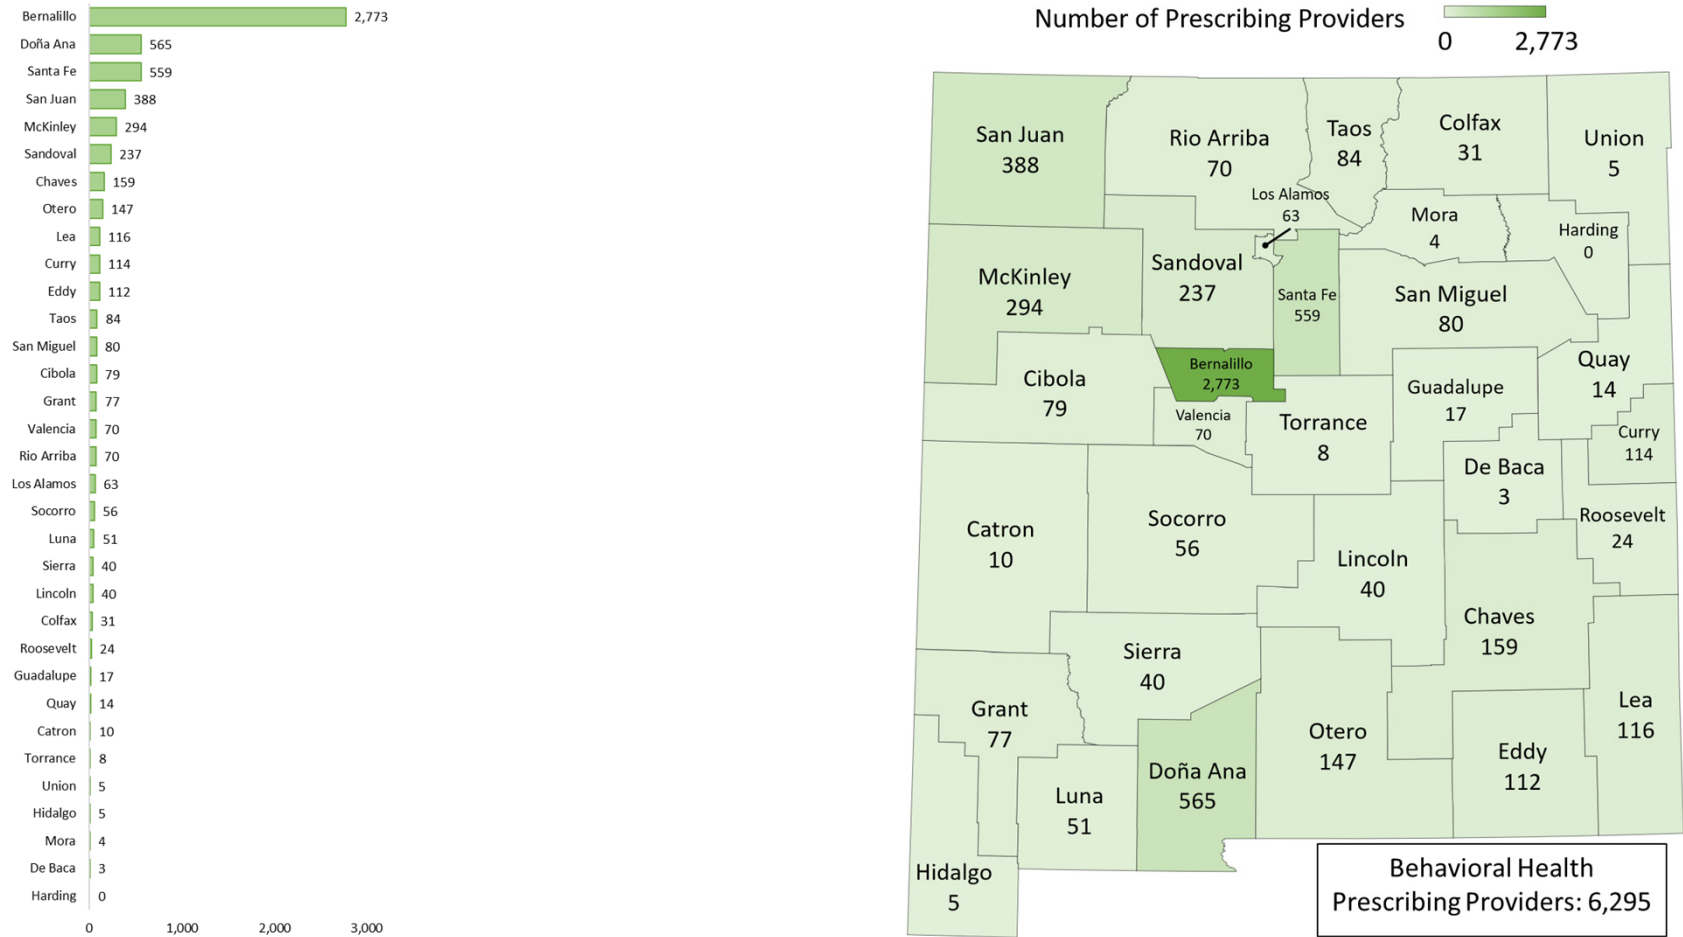 Bernalillo 2,773
Doña Ana 565
Santa Fe 559
San Juan 388
McKinley 294
Sandoval 237
Chaves 159
Otero 147
Lea 116
Curry 114
Eddy 112
Taos 84
San Miguel 80
Cibola 79
Grant 77
Valencia 70
Rio Arriba 70
Los Alamos 63
Socorro 56
Luna 51
Sierra 40
Lincoln 40
Colfax 31
Roosevelt 24
Guadalupe 17
Quay 14
Catron 10
Torrance 8
Union 5
Hidalgo 5
Mora 4
De Baca 3
Harding 0
0 1,000 2,000 3,000
Number of Prescribing Providers
0 2,773
San Juan
388
Rio Arriba
70
Taos
84
Colfax
31
Union
5
Los Alamos
63
Mora
4
Harding
0
McKinley
294
Sandoval
237
Santa Fe
559
San Miguel
80
Bernalillo
2,773
Cibola
79
Valencia
70
Torrance
8
Guadalupe
17
Quay
14
Curry
114
De Baca
3
Roosevelt
24
Catron
10
Socorro
56
Lincoln
40
Chaves
159
Sierra
40
Grant
77
Otero
147
Lea
116
Eddy
112
Doña Ana
565
Luna
51
Hidalgo
5
Behavioral Health
Prescribing Providers: 6,295